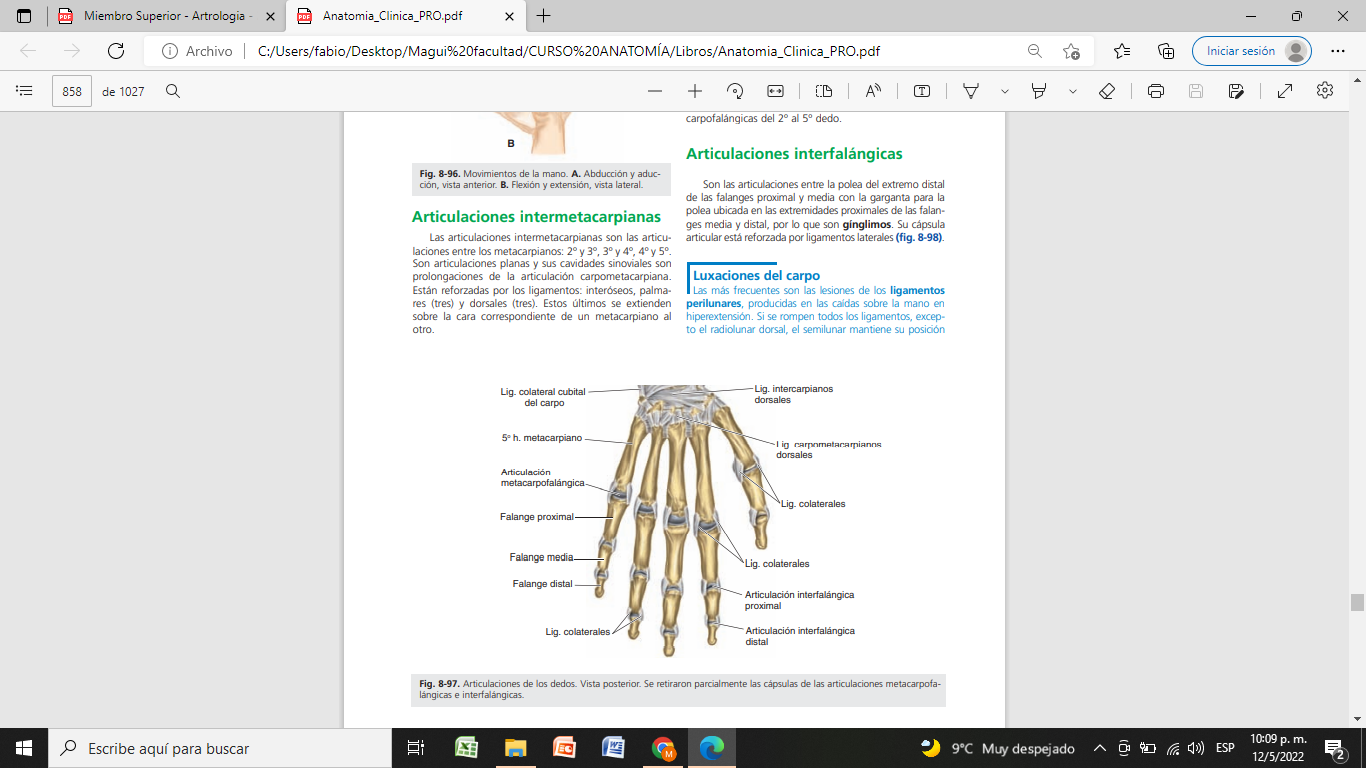 Miembro Superior - Artrologia -
Anatomia_Clinica_PRO.pdf
Archivo
C:/Users/fabio/Desktop/Magui%20facultad/CURSO%20ANATOMÍA/Libros/Anatomia_Clinica_PRO.pdf
Iniciar sesión
858 de 1027
B
Fig. 8-96. Movimientos de la mano. A. Abducción y aduc-
ción, vista anterior. B. Flexión y extensión, vista lateral.
Articulaciones intermetacarpianas
Las articulaciones intermetacarpianas son las articu-
laciones entre los metacarpianos: 2º y 3º, 3º y 4º, 4º y 5º.
Son articulaciones planas y sus cavidades sinoviales son
prolongaciones de la articulación carpometacarpiana.
Están reforzadas por los ligamentos: interóseos, palma-
res (tres) y dorsales (tres). Estos últimos se extienden
sobre la cara correspondiente de un metacarpiano al
otro.
carpofalángicas del 2º al 5º dedo.
Articulaciones interfalángicas
Son las articulaciones entre la polea del extremo distal
de las falanges proximal y media con la garganta para la
polea ubicada en las extremidades proximales de las falan-
ges media y distal, por lo que son gínglimos. Su cápsula
articular está reforzada por ligamentos laterales (fig. 8-98).
Luxaciones del carpo
Las más frecuentes son las lesiones de los ligamentos
perilunares, producidas en las caídas sobre la mano en
hiperextensión. Si se rompen todos los ligamentos, excep-
to el radiolunar dorsal, el semilunar mantiene su posición
Lig. colateral cubital
del carpo
5º h. metacarpiano
Articulación
metacarpofalángica
Falange proximal
Falange media
Falange distal
Lig. colaterales
Lig. intercarpianos
dorsales
Lig. carpometacarpianos
dorsales
Lig. colaterales
Lig. colaterales
Articulación interfalángica
proximal
Articulación interfalángica
distal
Fig. 8-97. Articulaciones de los dedos. Vista posterior. Se retiraron parcialmente las cápsulas de las articulaciones metacarpofa-
lángicas e interfalángicas.
Escribe aquí para buscar
9°C Muy despejado
ESP
10:09 p. m.
12/5/2022
2